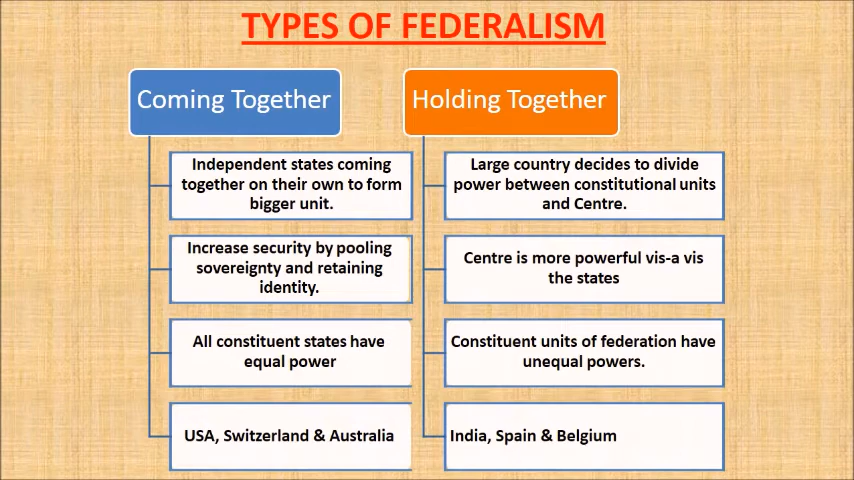 TYPES OF FEDERALISM
Coming Together
Independent states coming
together on their own to form
bigger unit.
Increase security by pooling
sovereignty and retaining
identity.
All constituent states have
equal power
USA, Switzerland & Australia
Holding Together
Large country decides to divide
power between constitutional units
and Centre.
Centre is more powerful vis-a vis
the states
Constituent units of federation have
unequal powers.
India, Spain & Belgium